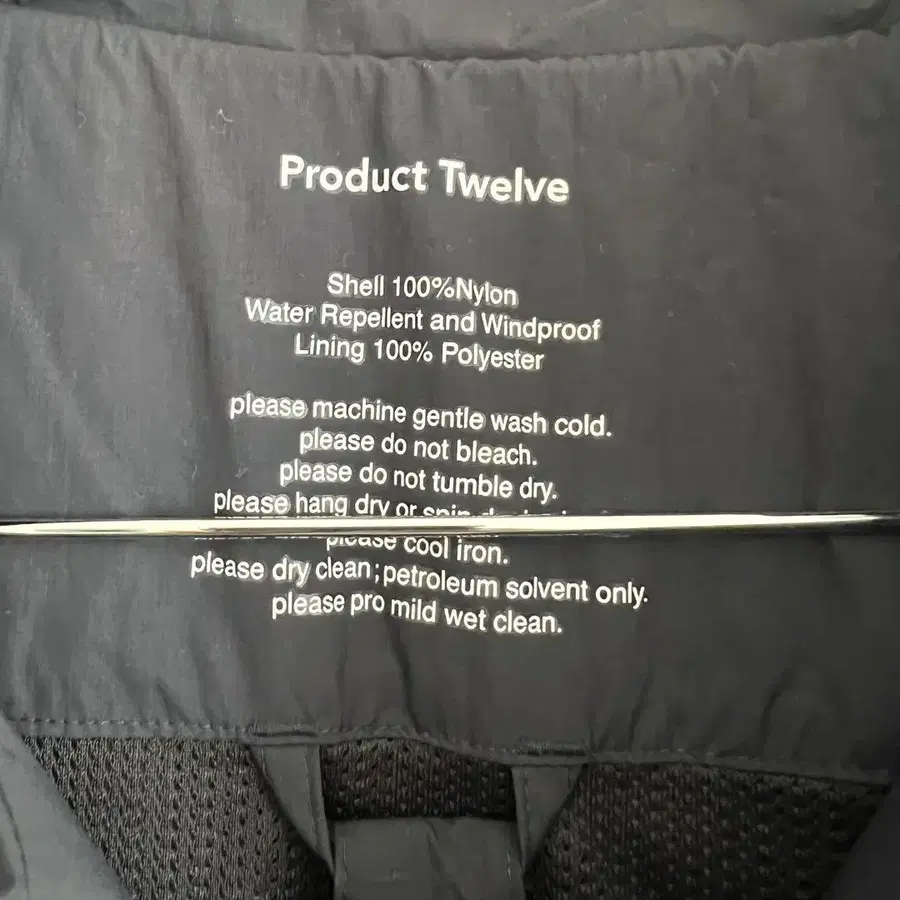 Product Twelve
Shell 100%Nylon
Water Repellent and Windproof
Lining 100% Polyester
please machine gentle wash cold.
please do not bleach.
please do not tumble dry.
please hang dry or spin
please cool iron.
please dry clean;petroleum solvent only.
please pro mild wet clean.